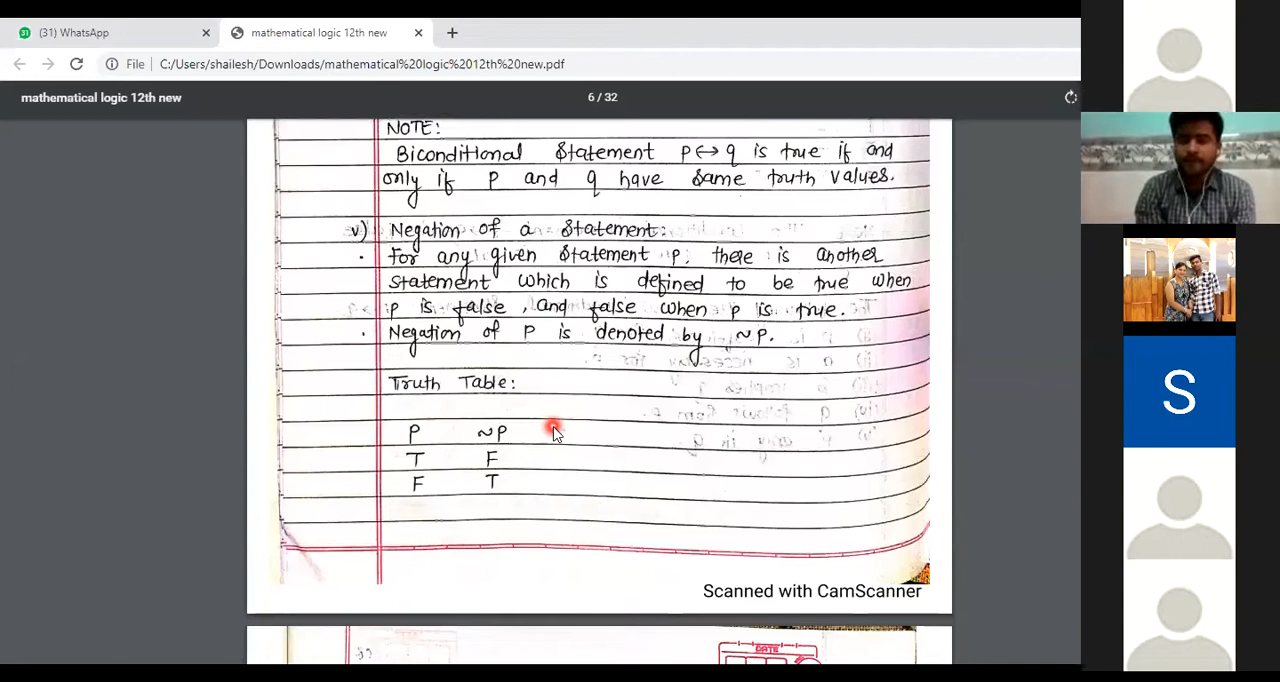 (31) WhatsApp
mathematical logic 12th new
File C:/Users/shailesh/Downloads/mathematical%20logic%2012th%20new.pdf
mathematical logic 12th new
6 / 32
NOTE:
Biconditional Statement p↔q is true if and
only if p and q have same truth values.
v) Negation of a Statement:
· For any given Statement p, there is another
statement which is defined to be true when
p is false, and false when p is true.
· Negation of P is denoted by ~P.
Truth Table:
P ~P
T F
F T
Scanned with CamScanner
DATE
S